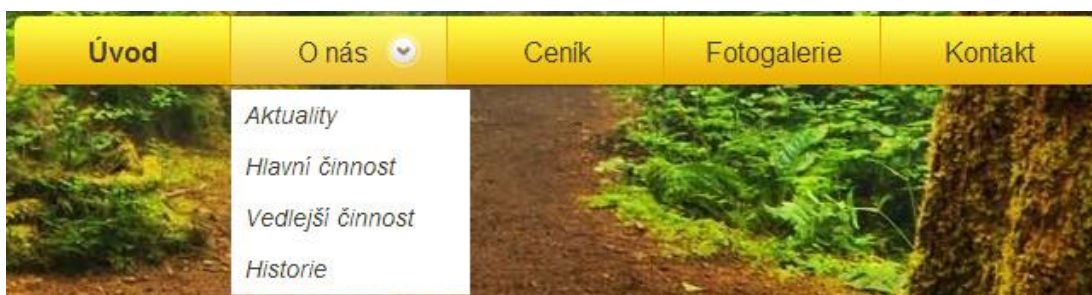 Úvod O nás Ceník Fotogalerie Kontakt
Aktuality
Hlavní činnost
Vedlejší činnost
Historie